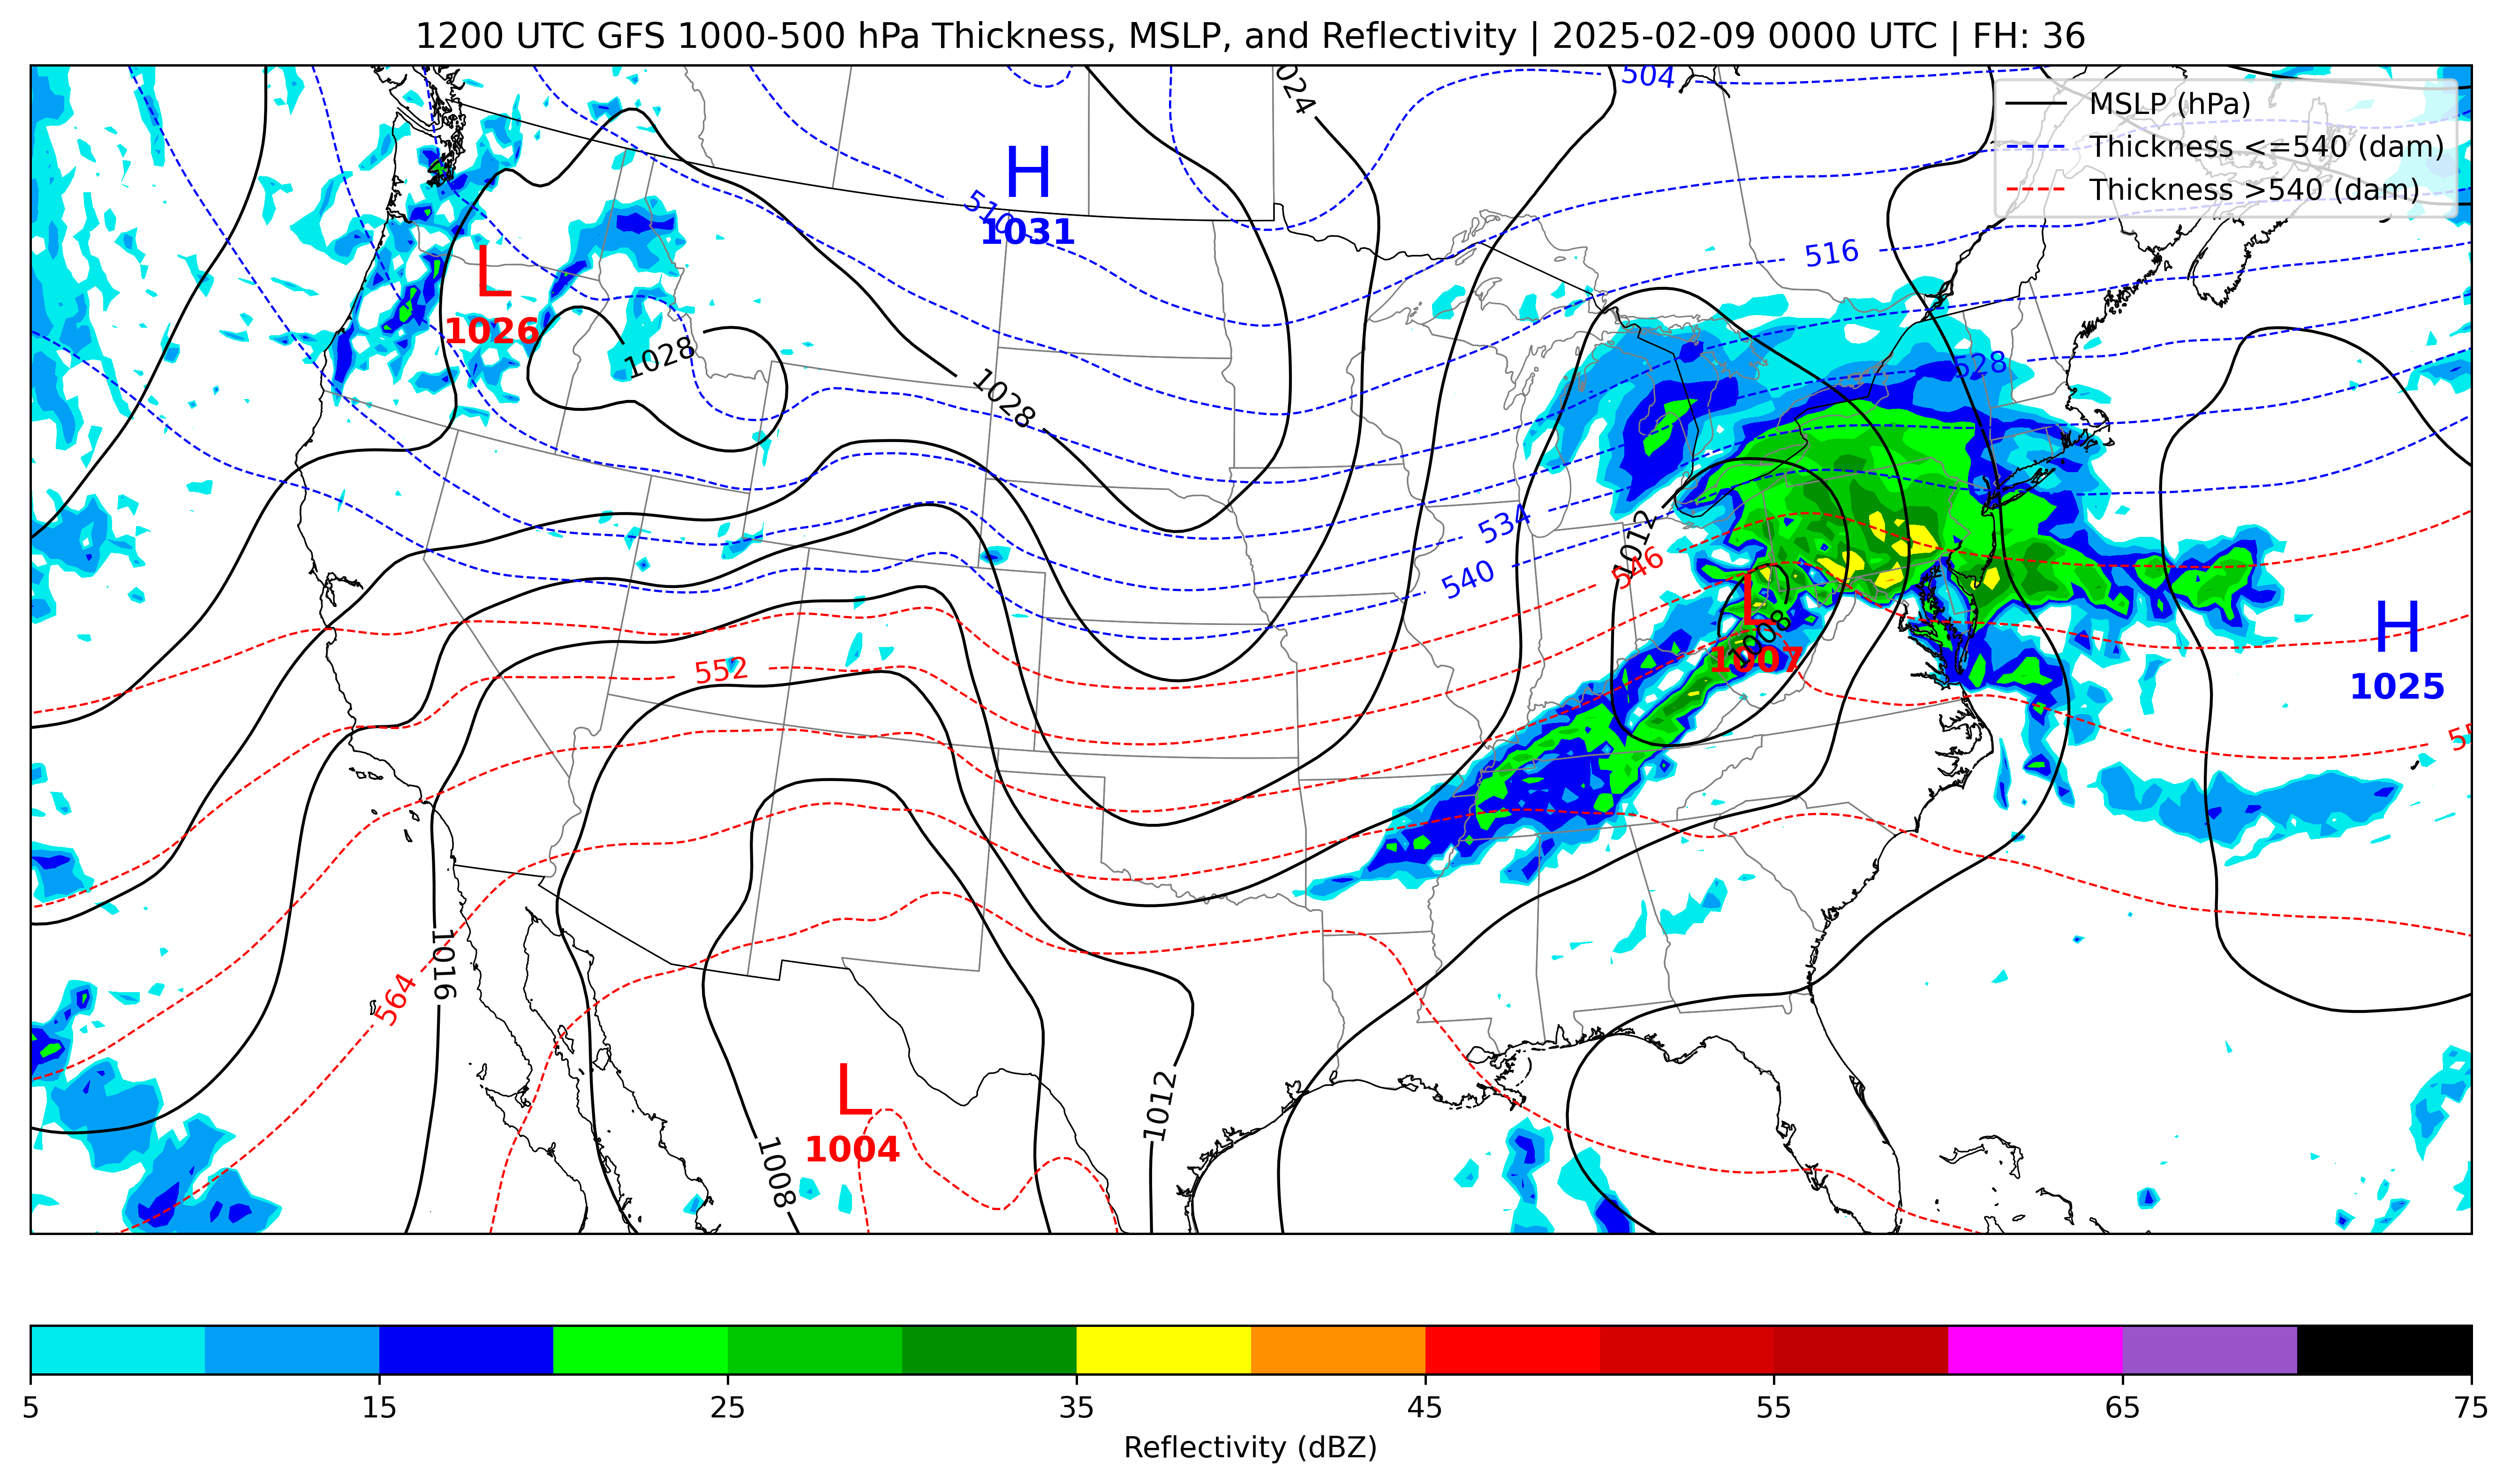 1200 UTC GFS 1000-500 hPa Thickness, MSLP, and Reflectivity | 2025-02-09 0000 UTC | FH: 36
MSLP (hPa)
Thickness <=540 (dam)
Thickness >540 (dam)
504
1024
H
1031
510
516
L
1026
1028
1028
528
534
540
1012
546
L
1007
1008
H
1025
552
564
1016
L
1004
1008
1012
5 15 25 35 45 55 65 75
Reflectivity (dBZ)